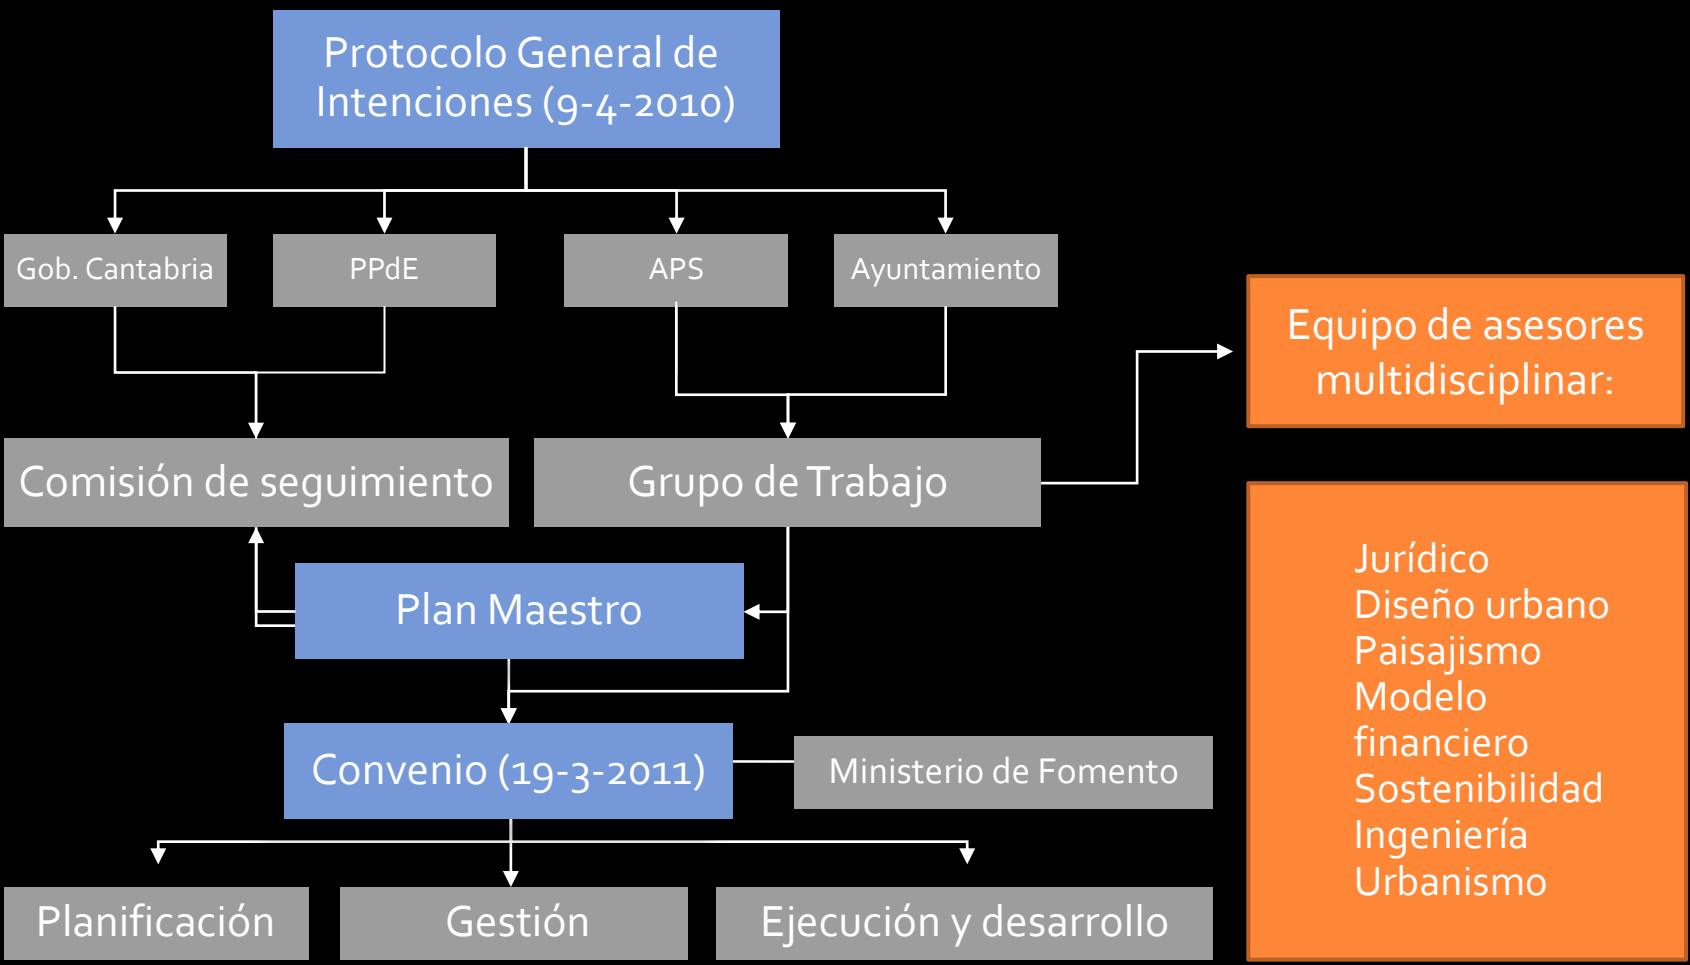 Protocolo General de
Intenciones (9-4-2010)
Gob. Cantabria
PPdE
APS
Ayuntamiento
Equipo de asesores
multidisciplinar:
Comisión de seguimiento
Grupo de Trabajo
Plan Maestro
Convenio (19-3-2011)
Ministerio de Fomento
Planificación
Gestión
Ejecución y desarrollo
Jurídico
Diseño urbano
Paisajismo
Modelo
financiero
Sostenibilidad
Ingeniería
Urbanismo